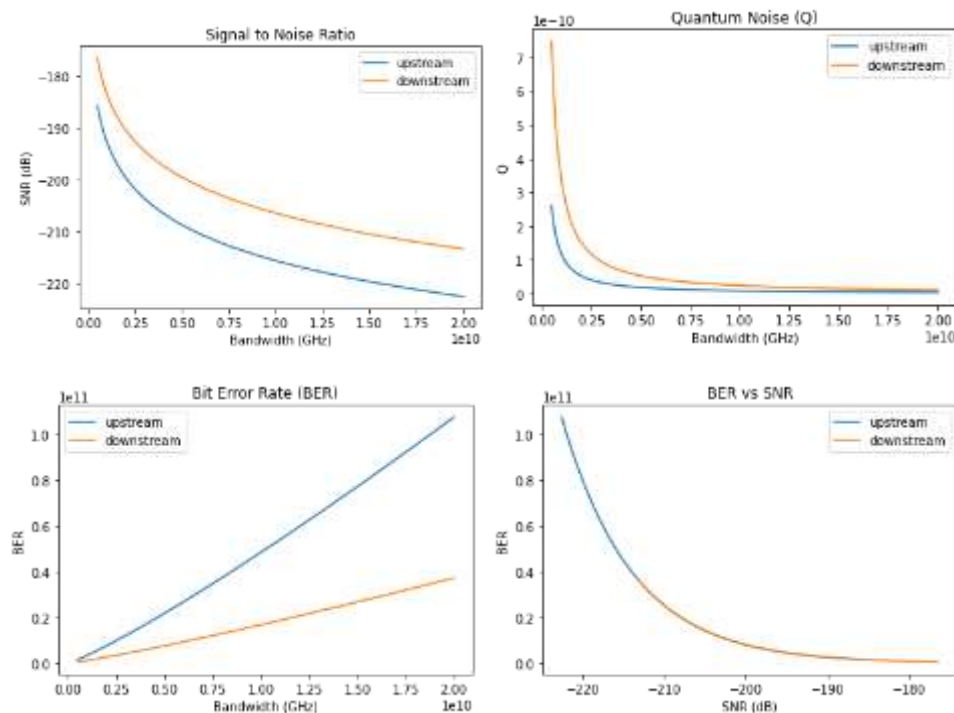 Signal to Noise Ratio
upstream
downstream
SNR (dB)
−180
−190
−200
−210
−220
0.00 0.25 0.50 0.75 1.00 1.25 1.50 1.75 2.00
Bandwidth (GHz)
1e10
1e−10
Quantum Noise (Q)
upstream
downstream
Q
7
6
5
4
3
2
1
0
0.00 0.25 0.50 0.75 1.00 1.25 1.50 1.75 2.00
Bandwidth (GHz)
1e10
1e11
Bit Error Rate (BER)
upstream
downstream
BER
1.0
0.8
0.6
0.4
0.2
0.0
0.00 0.25 0.50 0.75 1.00 1.25 1.50 1.75 2.00
Bandwidth (GHz)
1e10
1e11
BER vs SNR
upstream
downstream
BER
1.0
0.8
0.6
0.4
0.2
0.0
−220 −210 −200 −190 −180
SNR (dB)